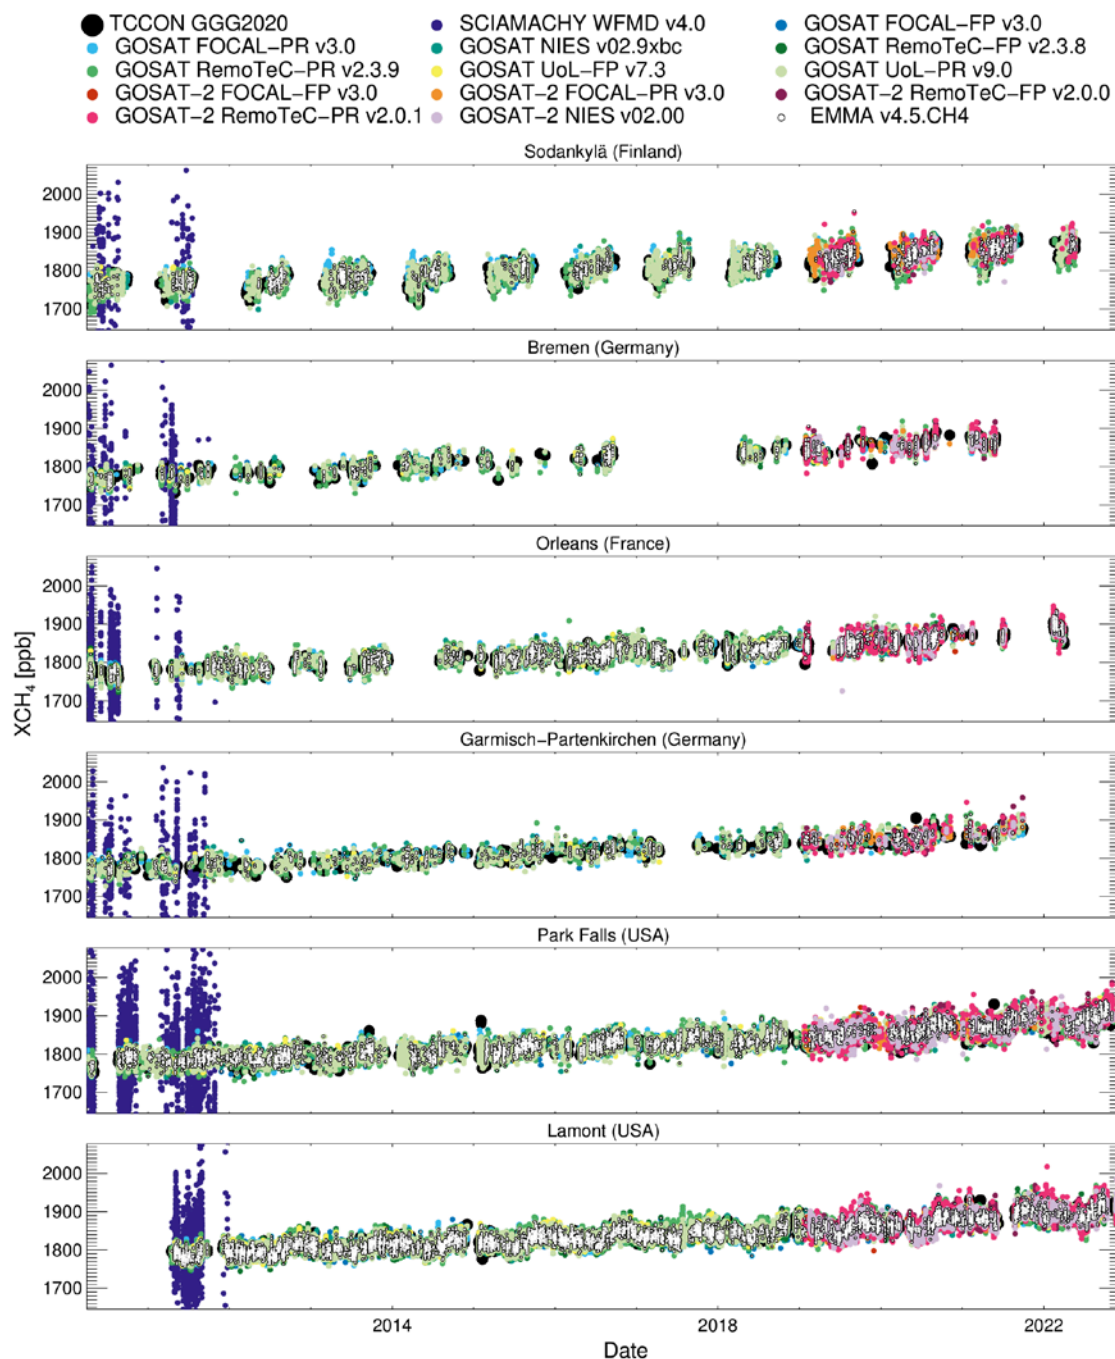 TCCON GGG2020 SCIAMACHY WFMD v4.0 GOSAT FOCAL–FP v3.0
GOSAT FOCAL–PR v3.0 GOSAT NIES v02.9xbc GOSAT RemoTeC–FP v2.3.8
GOSAT RemoTeC–PR v2.3.9 GOSAT UoL–FP v7.3 GOSAT UoL–PR v9.0
GOSAT–2 FOCAL–FP v3.0 GOSAT–2 FOCAL–PR v3.0 GOSAT–2 RemoTeC–FP v2.0.0
GOSAT–2 RemoTeC–PR v2.0.1 GOSAT–2 NIES v02.00 EMMA v4.5.CH4
Sodankylä (Finland)
2000
1900
1800
1700
Bremen (Germany)
2000
1900
1800
1700
Orleans (France)
2000
1900
1800
1700
XCH₄ [ppb]
Garmisch–Partenkirchen (Germany)
2000
1900
1800
1700
Park Falls (USA)
2000
1900
1800
1700
Lamont (USA)
2000
1900
1800
1700
2014 2018 2022
Date